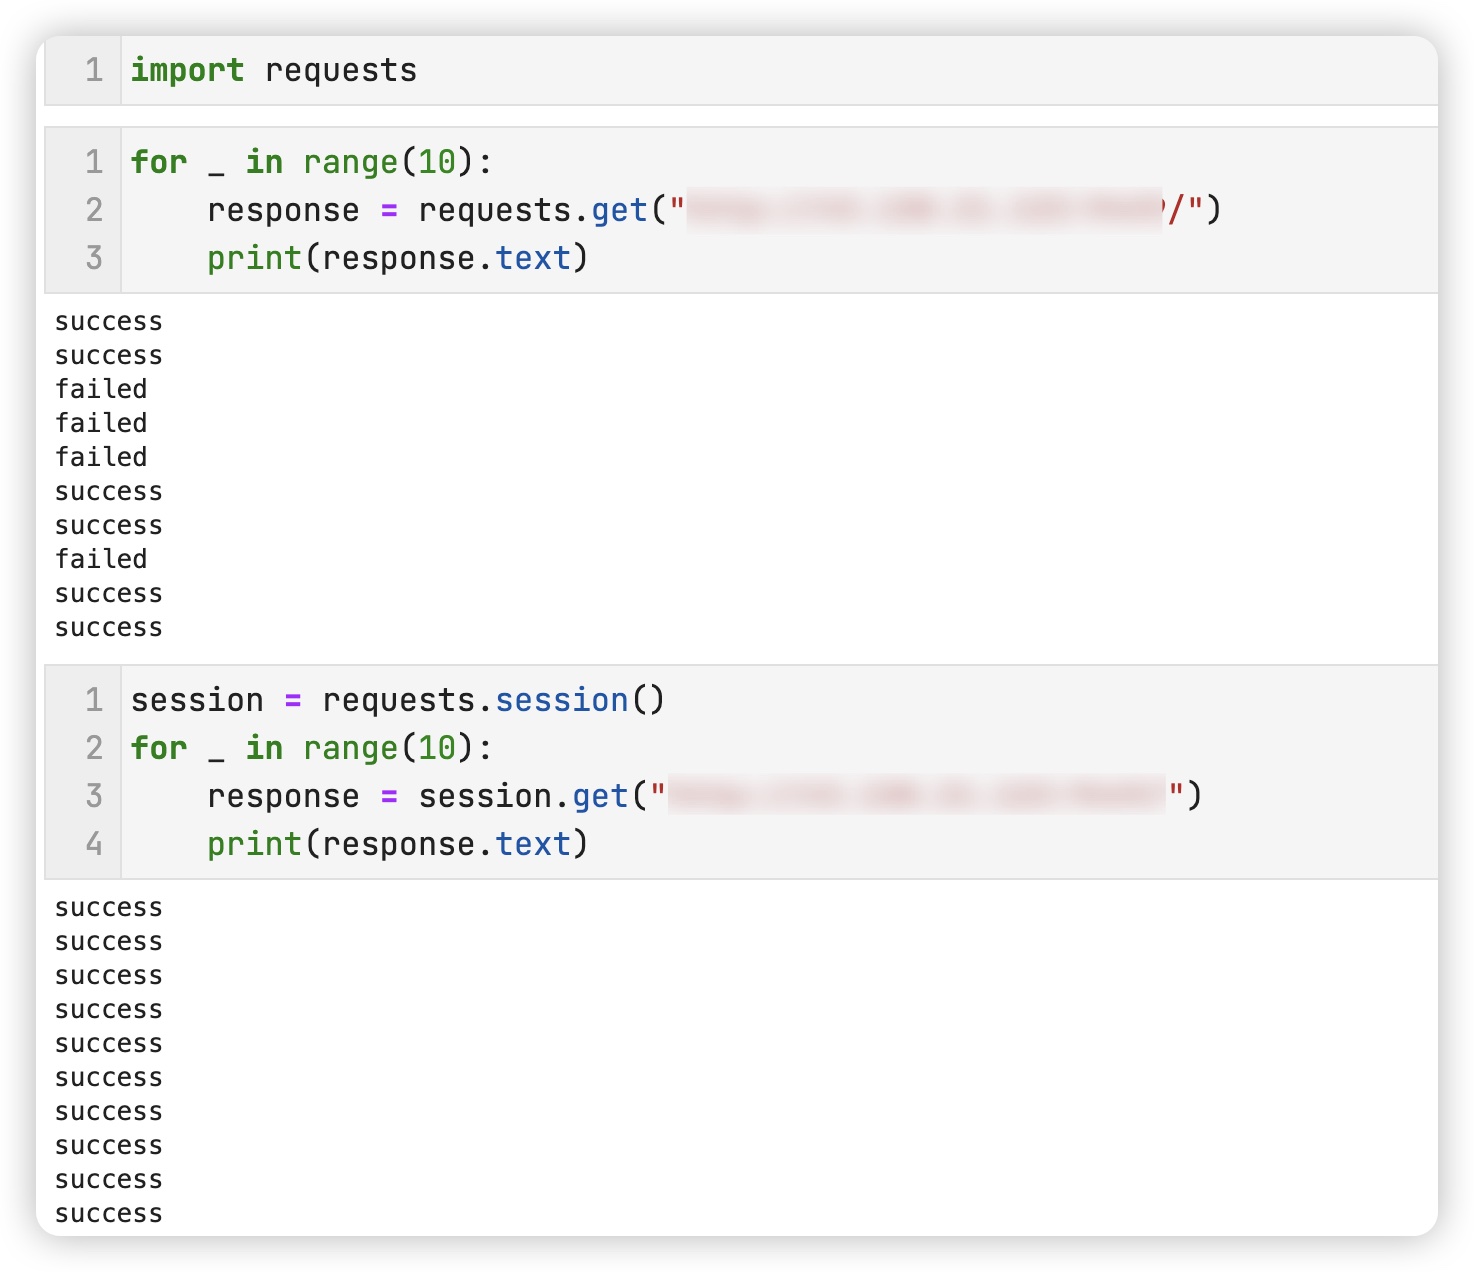 1 import requests
1 for _ in range(10):
2     response = requests.get("/")
3     print(response.text)
success
success
failed
failed
failed
success
success
failed
success
success
1 session = requests.session()
2 for _ in range(10):
3     response = session.get("")
4     print(response.text)
success
success
success
success
success
success
success
success
success
success